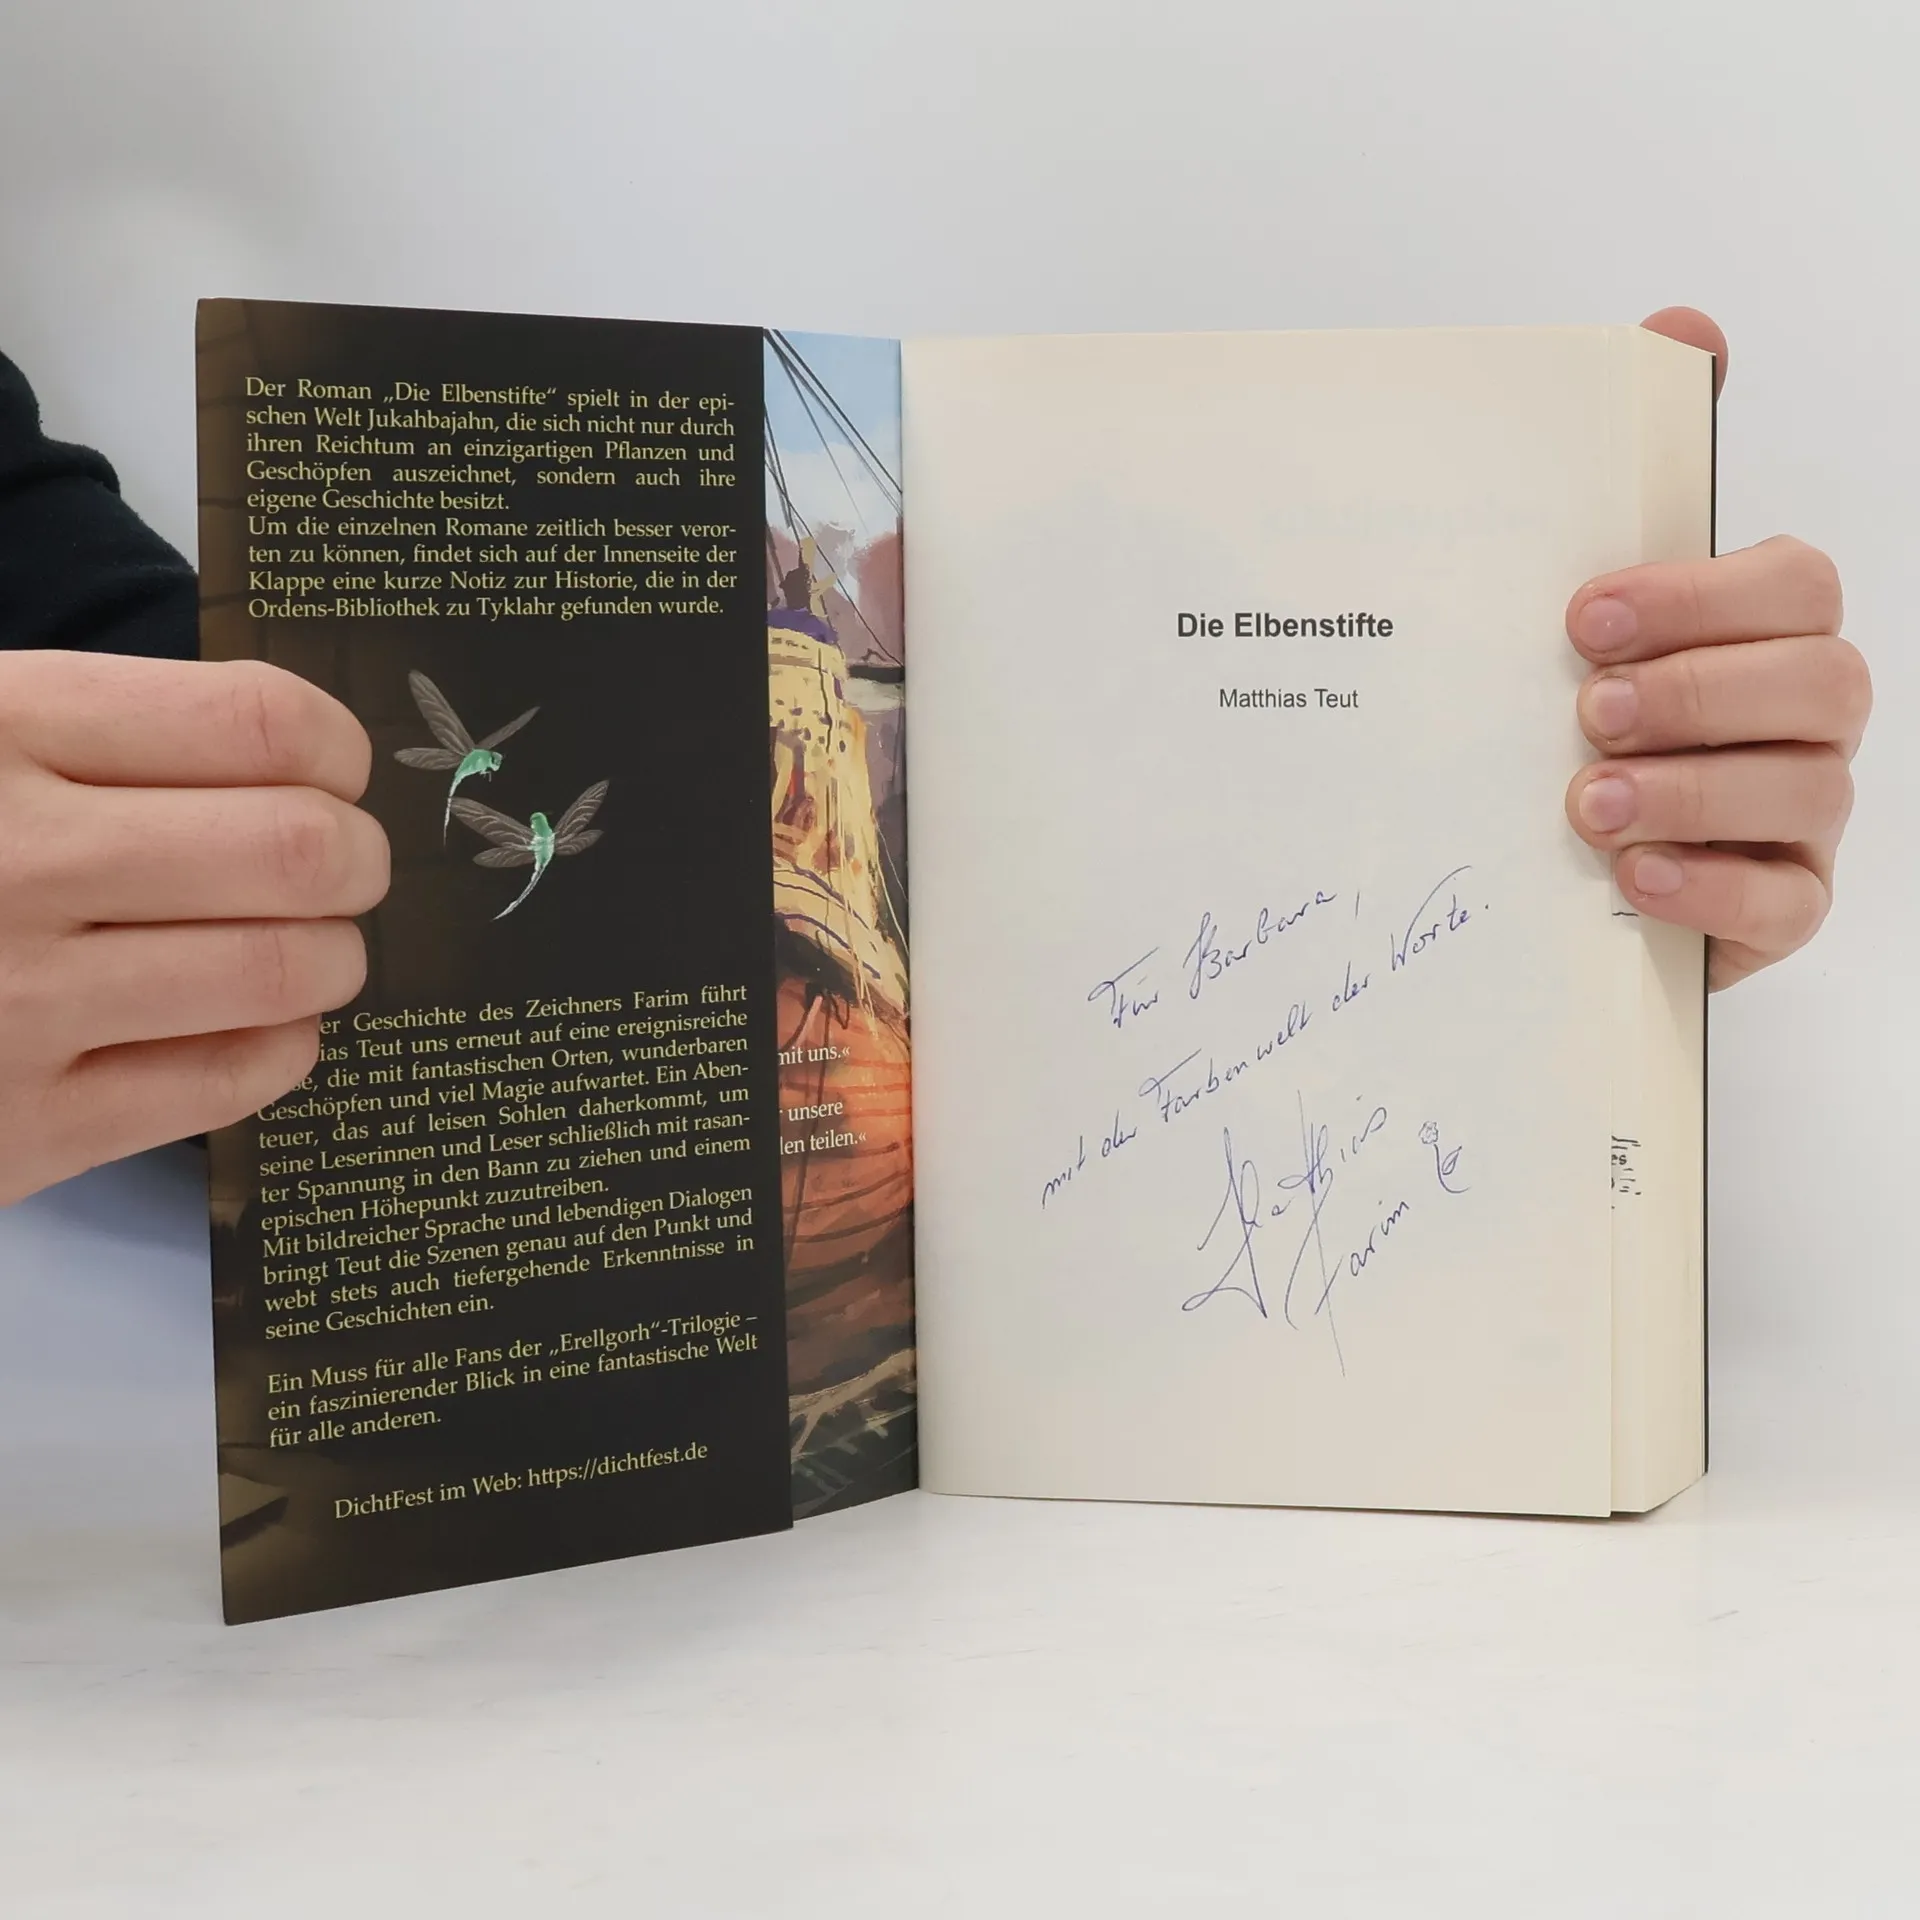 Der Roman „Die Elbenstifte“ spielt in der epi-
schen Welt Jukahbajahn, die sich nicht nur durch
ihren Reichtum an einzigartigen Pflanzen und
Geschöpfen auszeichnet, sondern auch ihre
eigene Geschichte besitzt.
Um die einzelnen Romane zeitlich besser veror-
ten zu können, findet sich auf der Innenseite der
Klappe eine kurze Notiz zur Historie, die in der
Ordens-Bibliothek zu Tyklahr gefunden wurde.
er Geschichte des Zeichners Farim führt
ias Teut uns erneut auf eine ereignisreiche
se, die mit fantastischen Orten, wunderbaren
Geschöpfen und viel Magie aufwartet. Ein Aben-
teuer, das auf leisen Sohlen daherkommt, um
seine Leserinnen und Leser schließlich mit rasan-
ter Spannung in den Bann zu ziehen und einem
epischen Höhepunkt zuzutreiben.
Mit bildreicher Sprache und lebendigen Dialogen
bringt Teut die Szenen genau auf den Punkt und
webt stets auch tiefergehende Erkenntnisse in
seine Geschichten ein.
Ein Muss für alle Fans der „Erellgorh“-Trilogie –
ein faszinierender Blick in eine fantastische Welt
für alle anderen.
DichtFest im Web: https://dichtfest.de
mit uns.«
unsere
len teilen.«
Die Elbenstifte
Matthias Teut
Für Barbara,
mit der Farbenwelt der Worte.
Matthias
Farim